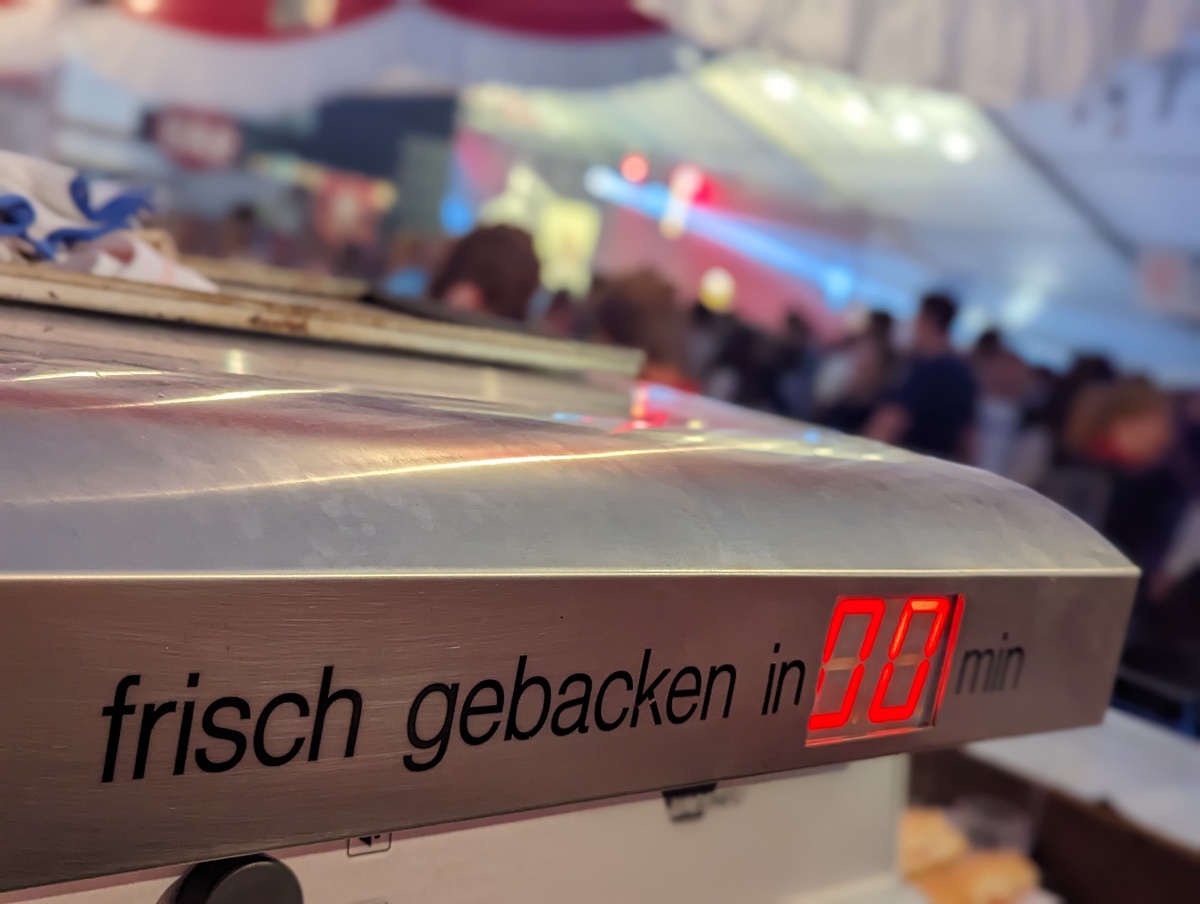 frisch gebacken in 00 min